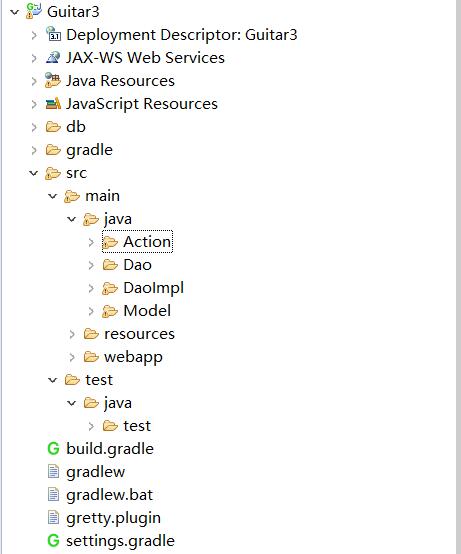 Guitar3
Deployment Descriptor: Guitar3
JAX-WS Web Services
Java Resources
JavaScript Resources
db
gradle
src
main
java
Action
Dao
DaoImpl
Model
resources
webapp
test
java
test
build.gradle
gradlew
gradlew.bat
gretty.plugin
settings.gradle